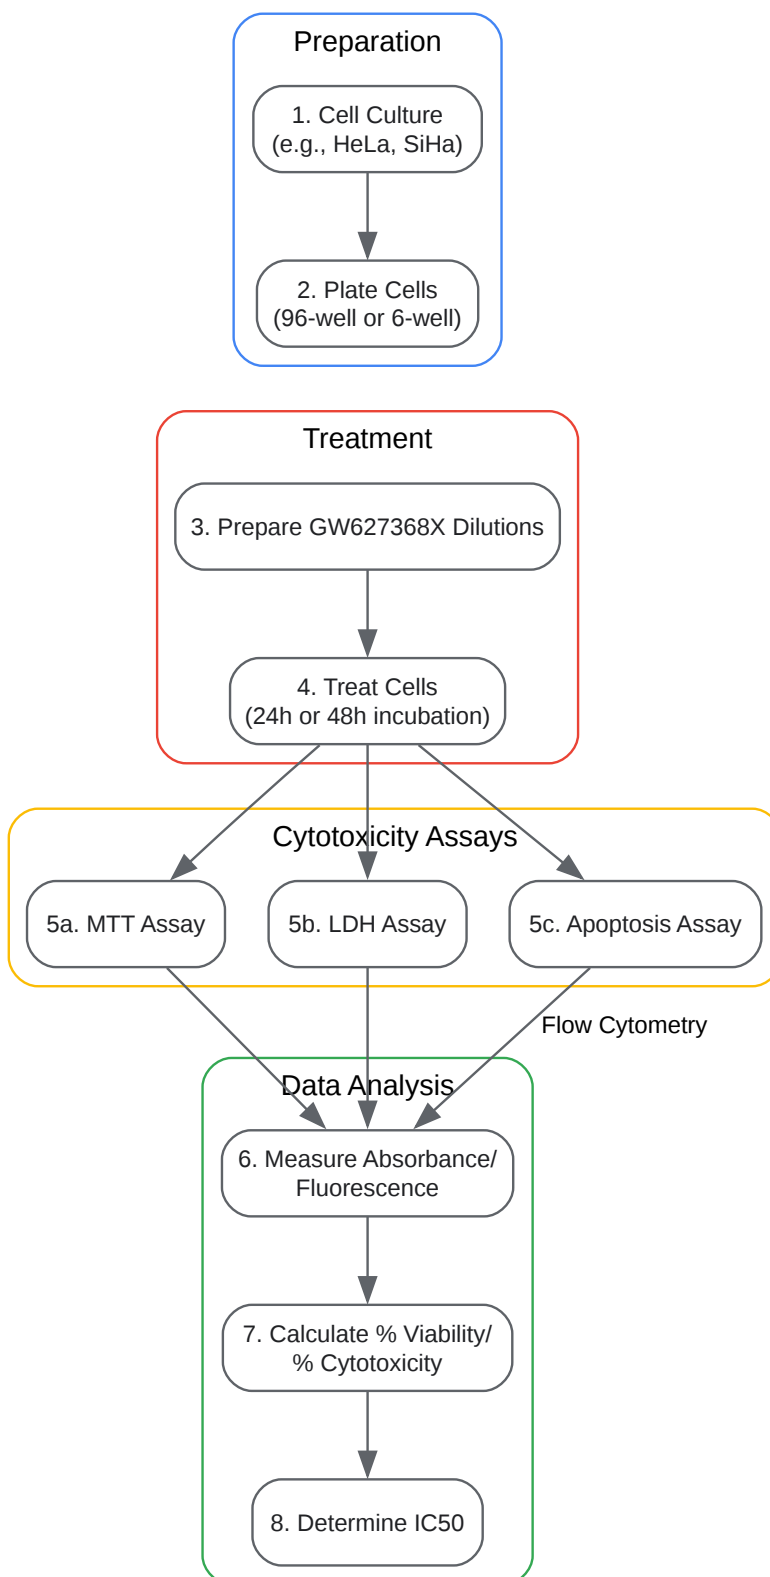 Preparation
1. Cell Culture
(e.g., HeLa, SiHa)
2. Plate Cells
(96-well or 6-well)
Treatment
3. Prepare GW627368X Dilutions
4. Treat Cells
(24h or 48h incubation)
Cytotoxicity Assays
5a. MTT Assay
5b. LDH Assay
5c. Apoptosis Assay
Flow Cytometry
Data Analysis
6. Measure Absorbance/
Fluorescence
7. Calculate % Viability/
% Cytotoxicity
8. Determine IC50